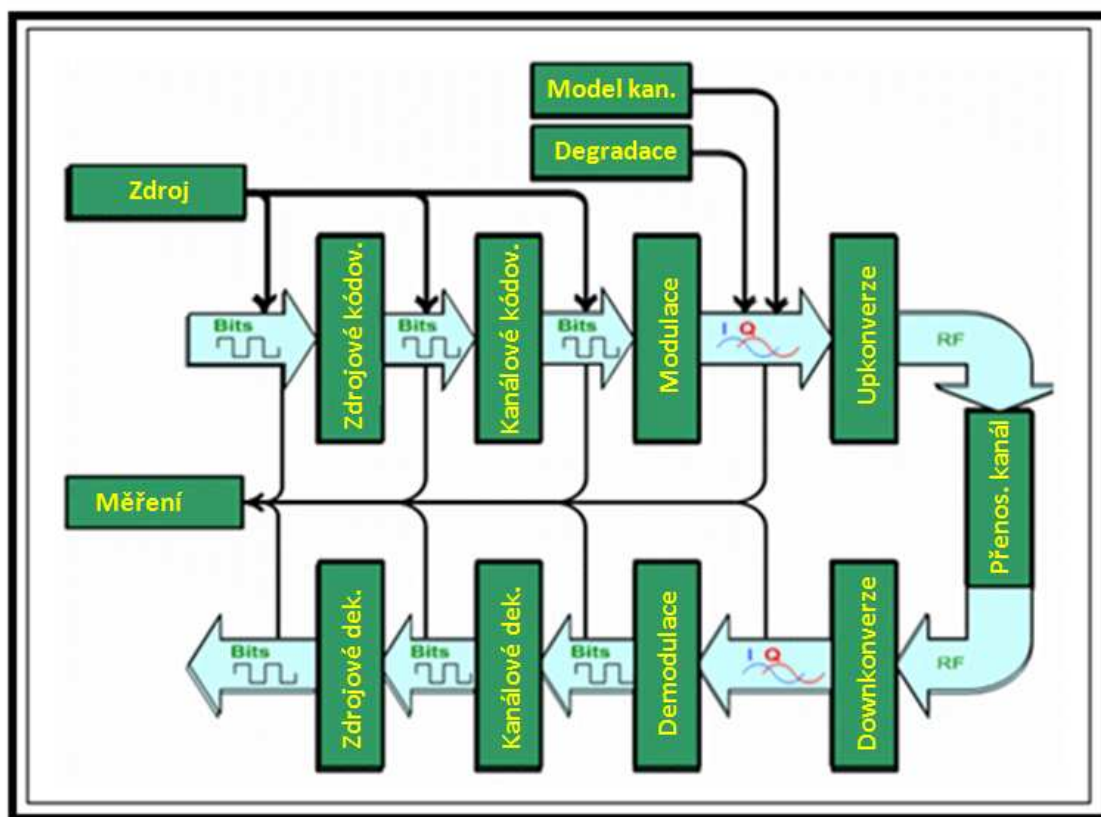 Model kan.
Degradace
Zdroj
Zdrojové kódov.
Kanálové kódov.
Modulace
Upkonverze
Bits
Bits
Bits
I Q
RF
Přenos. kanál
Měření
Zdrojové dek.
Kanálové dek.
Demodulace
Downkonverze
Bits
Bits
Bits
I Q
RF